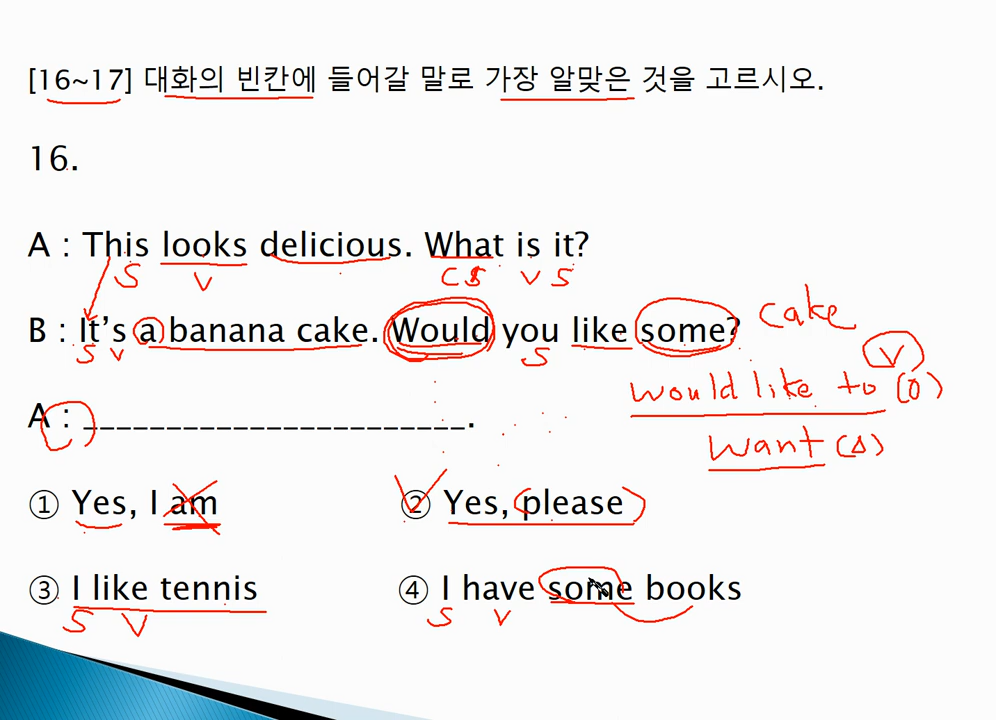 [16~17] 대화의 빈칸에 들어갈 말로 가장 알맞은 것을 고르시오.
16.
A : This looks delicious. What is it?
S V C S V S
B : It's a banana cake. Would you like some? cake
S V S V
would like to (O)
A : _______________________.
want (△)
① Yes, I am ② Yes, please
③ I like tennis ④ I have some books
S V S V